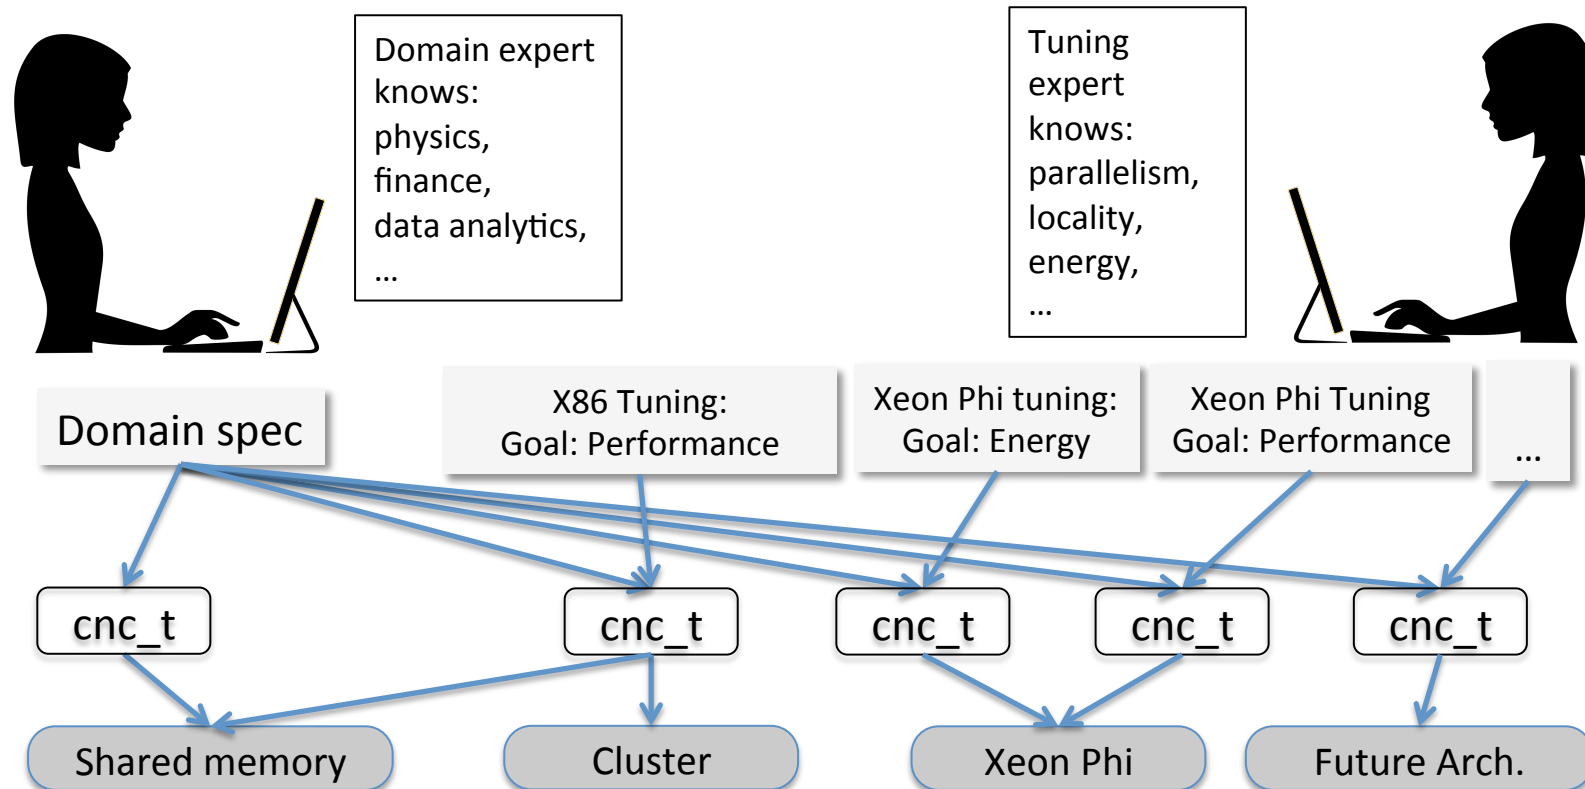 Domain expert
knows:
physics,
finance,
data analytics,
...
Tuning
expert
knows:
parallelism,
locality,
energy,
...
Domain spec
X86 Tuning:
Goal: Performance
Xeon Phi tuning:
Goal: Energy
Xeon Phi Tuning
Goal: Performance
...
cnc_t
cnc_t
cnc_t
cnc_t
cnc_t
Shared memory
Cluster
Xeon Phi
Future Arch.